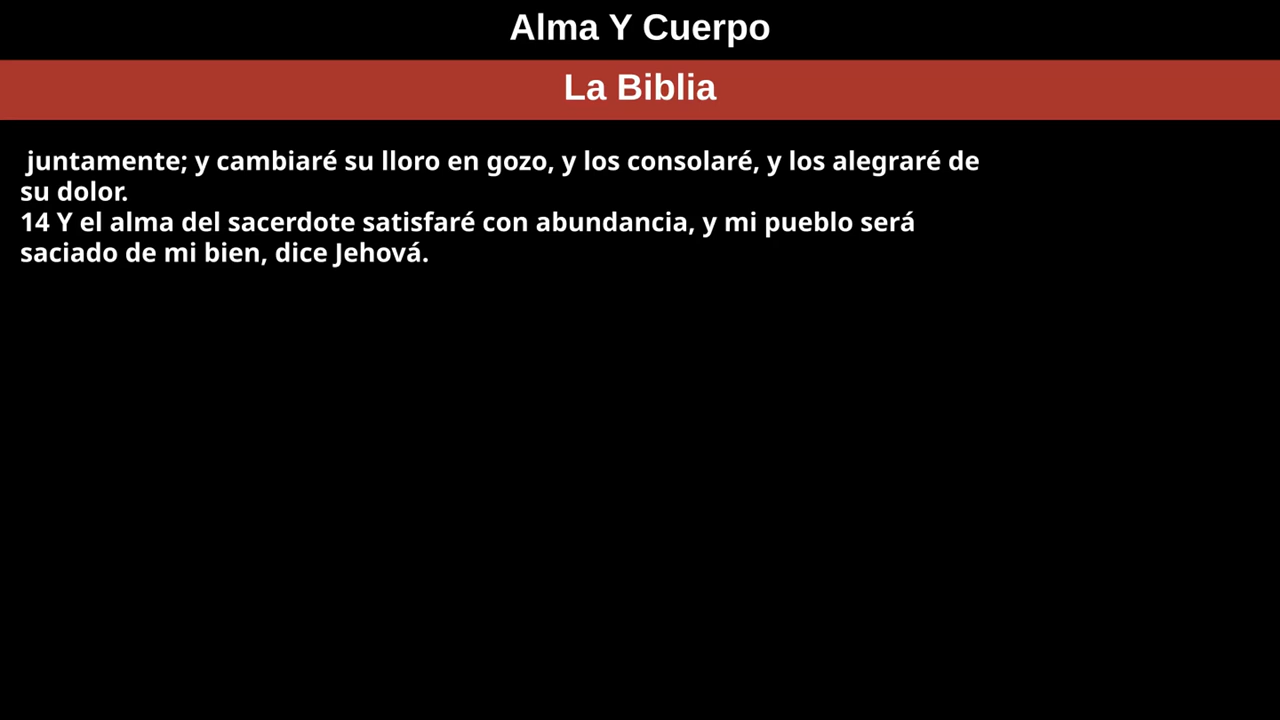 Alma Y Cuerpo
La Biblia
juntamente; y cambiaré su lloro en gozo, y los consolaré, y los alegraré de
su dolor.
14 Y el alma del sacerdote satisfaré con abundancia, y mi pueblo será
saciado de mi bien, dice Jehová.